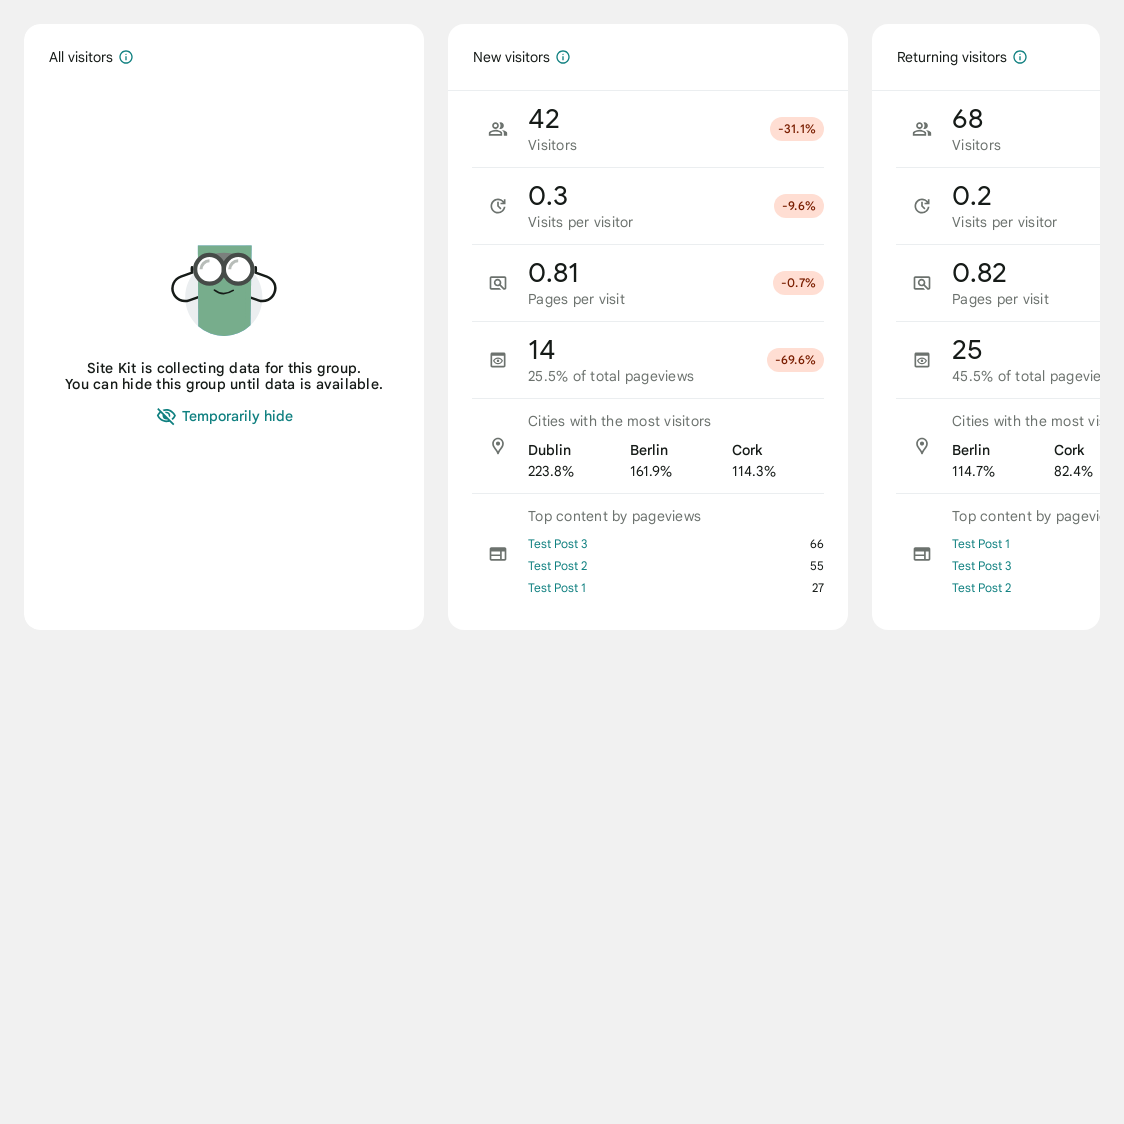 All visitors
Site Kit is collecting data for this group.
You can hide this group until data is available.
Temporarily hide
New visitors
42
Visitors
-31.1%
0.3
Visits per visitor
-9.6%
0.81
Pages per visit
-0.7%
14
25.5% of total pageviews
-69.6%
Cities with the most visitors
Dublin Berlin Cork
223.8% 161.9% 114.3%
Top content by pageviews
Test Post 3 66
Test Post 2 55
Test Post 1 27
Returning visitors
68
Visitors
0.2
Visits per visitor
0.82
Pages per visit
25
45.5% of total pagevie
Cities with the most vis
Berlin Cork
114.7% 82.4%
Top content by pagevi
Test Post 1
Test Post 3
Test Post 2